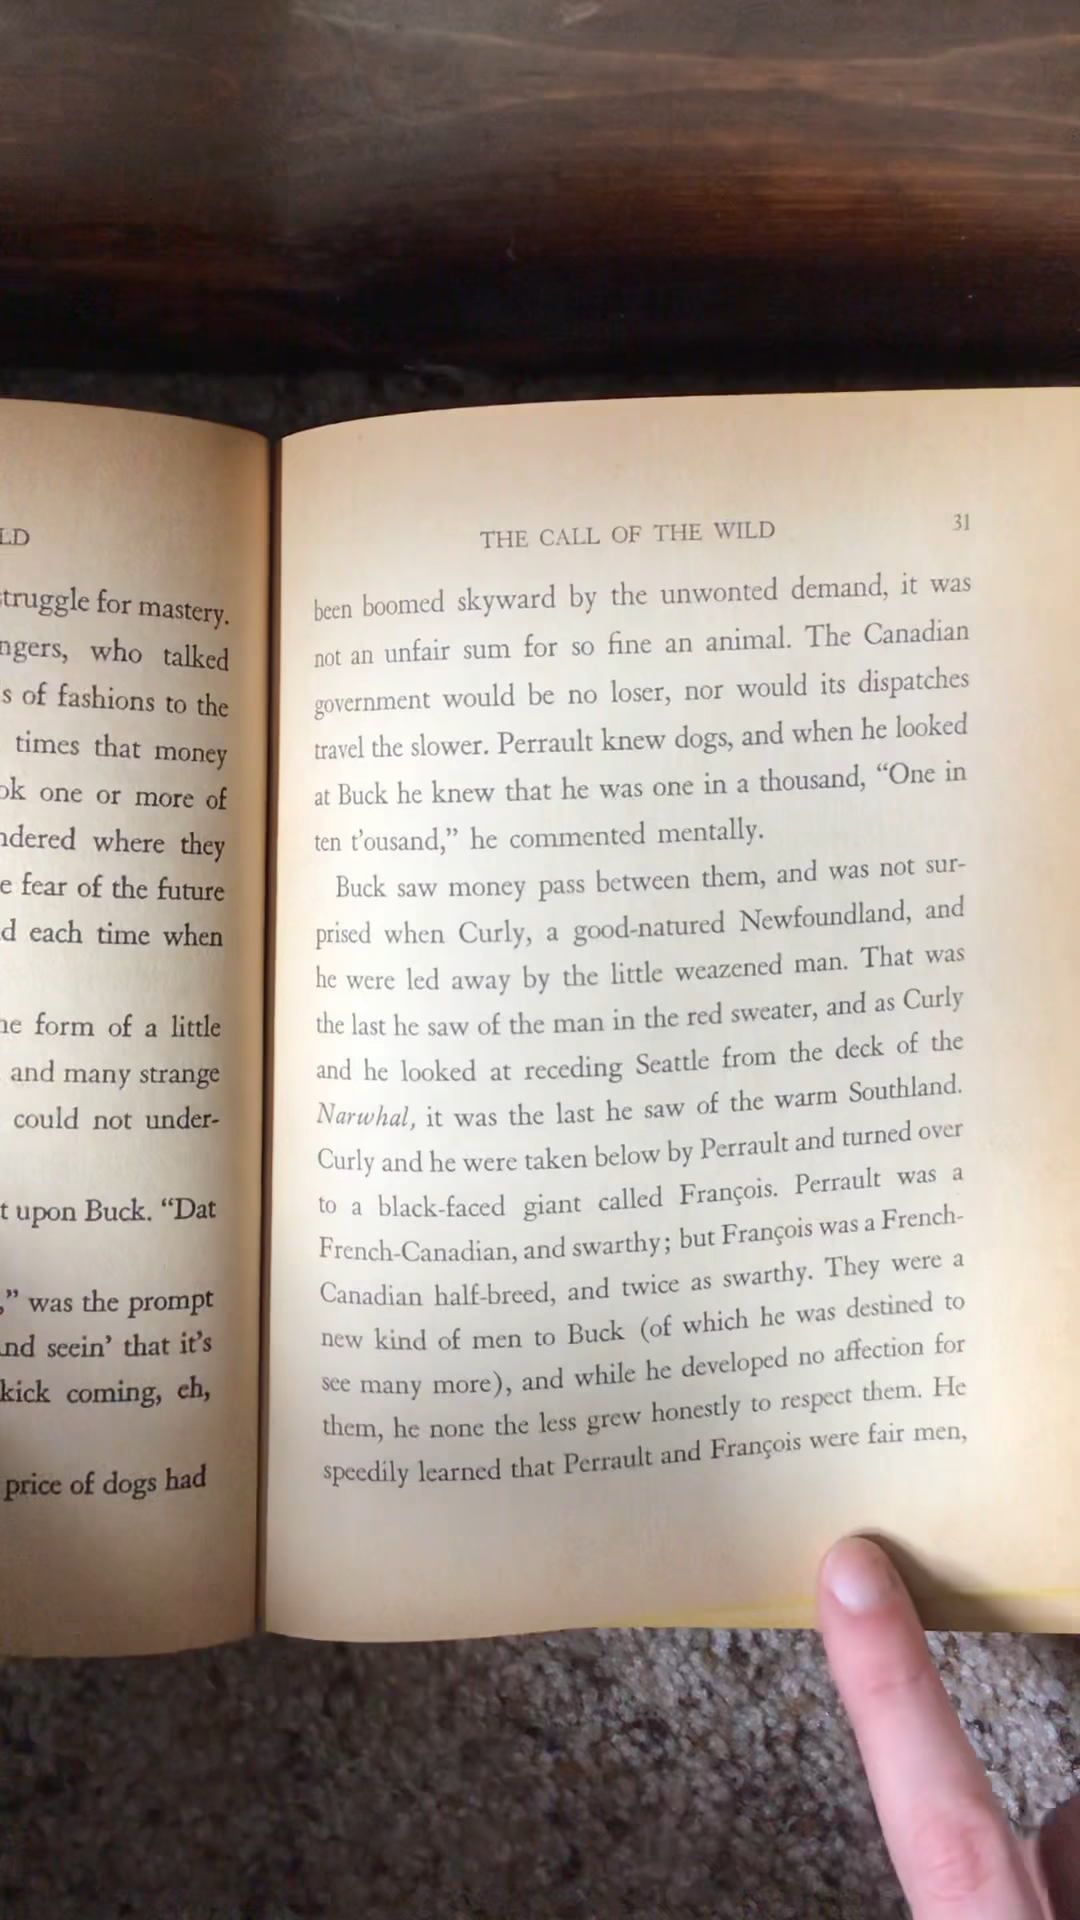 LD
truggle for mastery.
ngers, who talked
s of fashions to the
times that money
ok one or more of
ndered where they
e fear of the future
d each time when
ne form of a little
and many strange
could not under-
t upon Buck. “Dat
,” was the prompt
nd seein’ that it’s
kick coming, eh,
price of dogs had
THE CALL OF THE WILD 31
been boomed skyward by the unwonted demand, it was
not an unfair sum for so fine an animal. The Canadian
government would be no loser, nor would its dispatches
travel the slower. Perrault knew dogs, and when he looked
at Buck he knew that he was one in a thousand, “One in
ten t’ousand,” he commented mentally.
Buck saw money pass between them, and was not sur-
prised when Curly, a good-natured Newfoundland, and
he were led away by the little weazened man. That was
the last he saw of the man in the red sweater, and as Curly
and he looked at receding Seattle from the deck of the
Narwhal, it was the last he saw of the warm Southland.
Curly and he were taken below by Perrault and turned over
to a black-faced giant called François. Perrault was a
French-Canadian, and swarthy; but François was a French-
Canadian half-breed, and twice as swarthy. They were a
new kind of men to Buck (of which he was destined to
see many more), and while he developed no affection for
them, he none the less grew honestly to respect them. He
speedily learned that Perrault and François were fair men,